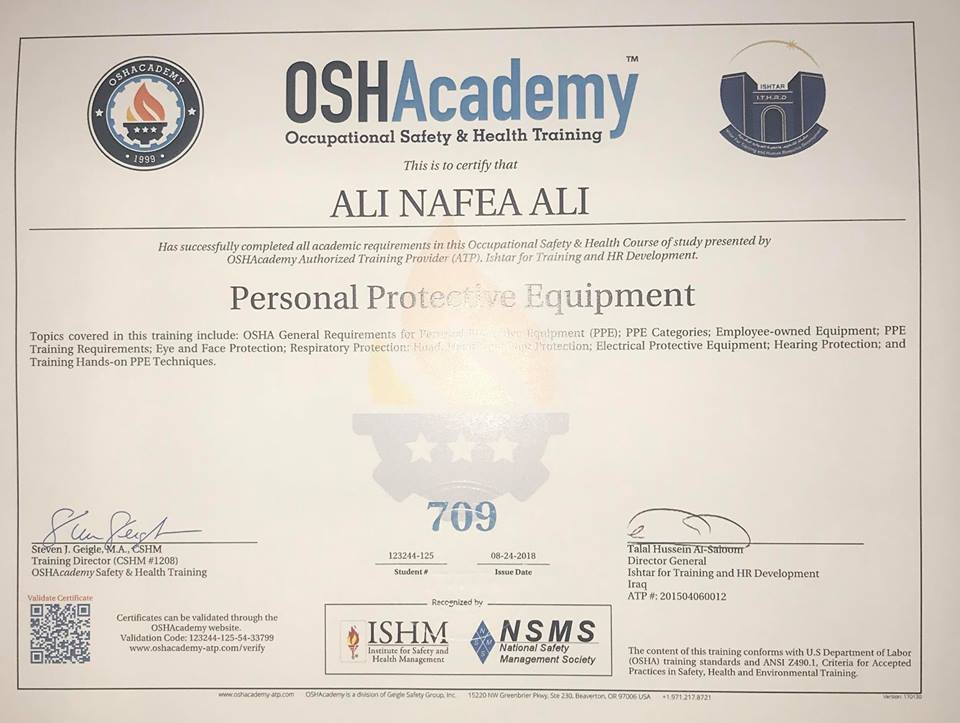 OSHACADEMY
1999
OSHAcademy™
Occupational Safety & Health Training
ISHTAR
I.T.H.R.D
This is to certify that
ALI NAFEA ALI
Has successfully completed all academic requirements in this Occupational Safety & Health Course of study presented by
OSHAcademy Authorized Training Provider (ATP). Ishtar for Training and HR Development.
Personal Protective Equipment
Topics covered in this training include: OSHA General Requirements for Personal Protective Equipment (PPE); PPE Categories; Employee-owned Equipment; PPE
Training Requirements; Eye and Face Protection; Respiratory Protection; Head, Protection; Electrical Protective Equipment; Hearing Protection; and
Training Hands-on PPE Techniques.
709
Steven J. Geigle, M.A., CSHM
Training Director (CSHM #1208)
OSHAcademy Safety & Health Training
123244-125
Student #
08-24-2018
Issue Date
Talal Hussein Al-Saloom
Director General
Ishtar for Training and HR Development
Iraq
ATP #: 201504060012
Validate Certificate
Certificates can be validated through the
OSHAcademy website.
Validation Code: 123244-125-54-33799
www.oshacademy-atp.com/verify
Recognized by
ISHM
Institute for Safety and
Health Management
NSMS
National Safety
Management Society
The content of this training conforms with U.S Department of Labor
(OSHA) training standards and ANSI Z490.1, Criteria for Accepted
Practices in Safety, Health and Environmental Training.
www.oshacademy-atp.com OSHAcademy is a division of Geigle Safety Group, Inc. 15220 NW Greenbrier Pkwy, Ste 230, Beaverton, OR 97006 USA +1.971.217.8721
Version: 170130